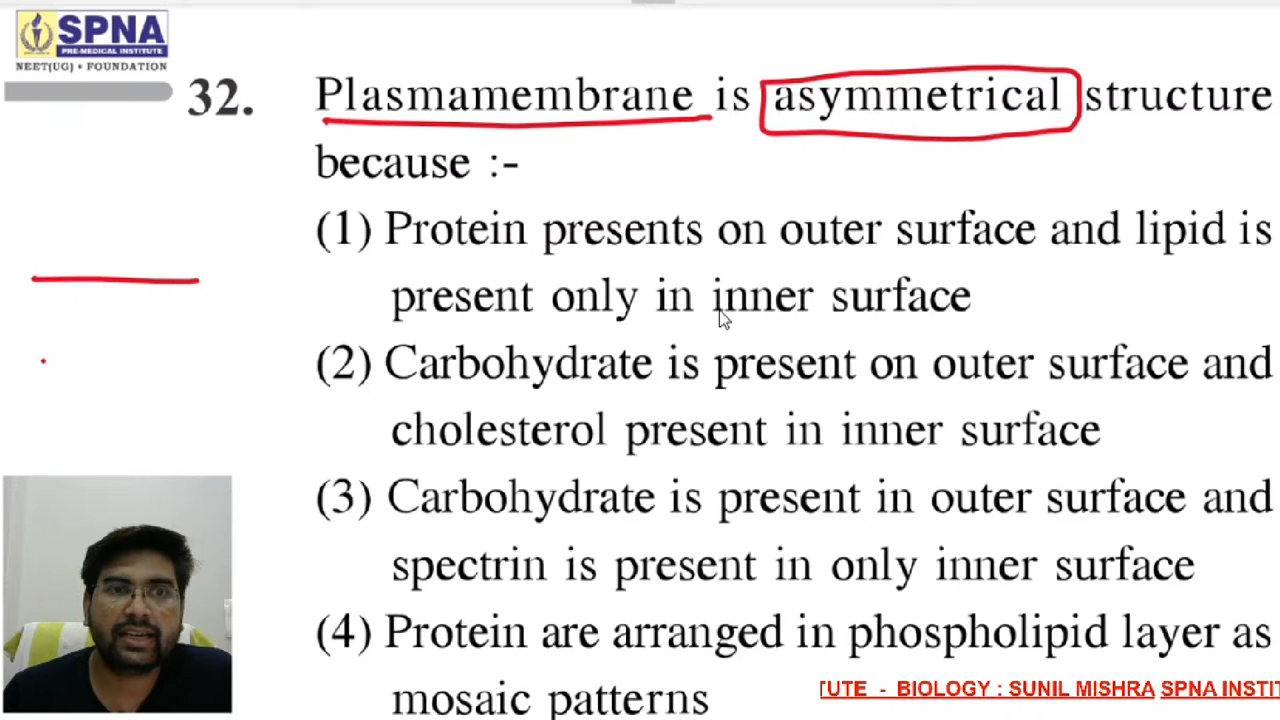 SPNA
PRE-MEDICAL INSTITUTE
NEET(UG) • FOUNDATION
32. Plasmamembrane is asymmetrical structure
because :-
(1) Protein presents on outer surface and lipid is
present only in inner surface
(2) Carbohydrate is present on outer surface and
cholesterol present in inner surface
(3) Carbohydrate is present in outer surface and
spectrin is present in only inner surface
(4) Protein are arranged in phospholipid layer as
mosaic patterns
TUTE - BIOLOGY : SUNIL MISHRA SPNA INSTI